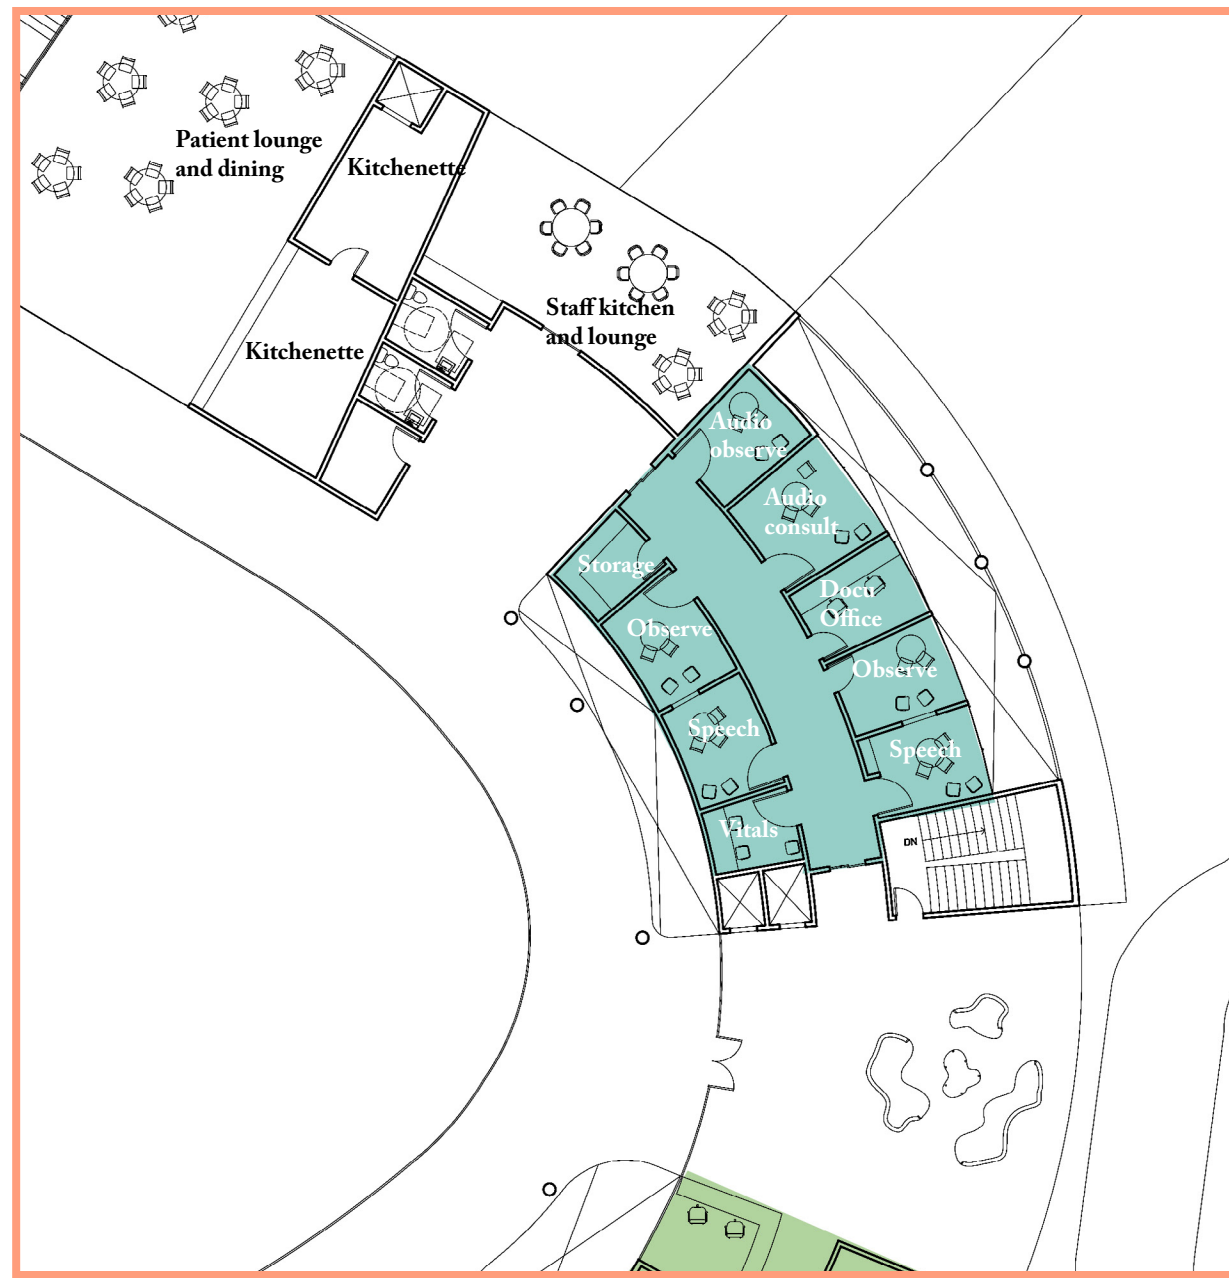 Patient lounge
and dining
Kitchenette
Staff kitchen
and lounge
Kitchenette
Audio
observe
Audio
consult
Storage
Docu
Office
Observe
Observe
Speech
Speech
Vitals
DN